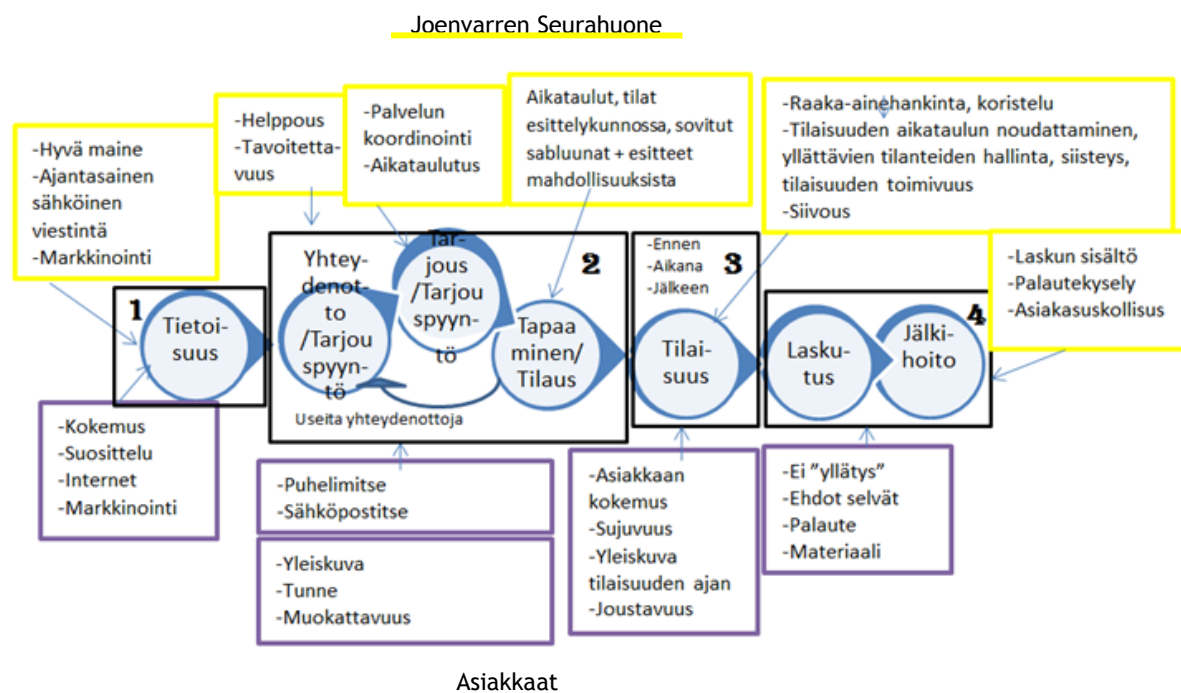 Joenvarren Seurahuone
-Hyvä maine
-Ajantasainen
sähköinen
viestintä
-Markkinointi
-Helppous
-Tavoitetta-
vuus
-Palvelun
koordinointi
-Aikataulutus
Aikataulut, tilat
esittelykunnossa, sovitut
sabluunat + esitteet
mahdollisuuksista
-Raaka-ainehankinta, koristelu
-Tilaisuuden aikataulun noudattaminen,
yllättävien tilanteiden hallinta, siisteys,
tilaisuuden toimivuus
-Siivous
-Laskun sisältö
-Palautekysely
-Asiakasuskollisus
1
Tietoi-
suus
2
Yhtey-
denot-
to
/Tarjou
spyyn-
tö
Tar-
jous
/Tarjou
spyyn-
tö
Tapaa
minen/
Tilaus
Useita yhteydenottoja
3
-Ennen
-Aikana
-Jälkeen
Tilai-
suus
4
Lasku-
tus
Jälki-
hoito
-Kokemus
-Suosittelu
-Internet
-Markkinointi
-Puhelimitse
-Sähköpostitse
-Yleiskuva
-Tunne
-Muokattavuus
-Asiakkaan
kokemus
-Sujuvuus
-Yleiskuva
tilaisuuden ajan
-Joustavuus
-Ei "yllätys"
-Ehdot selvät
-Palaute
-Materiaali
Asiakkaat